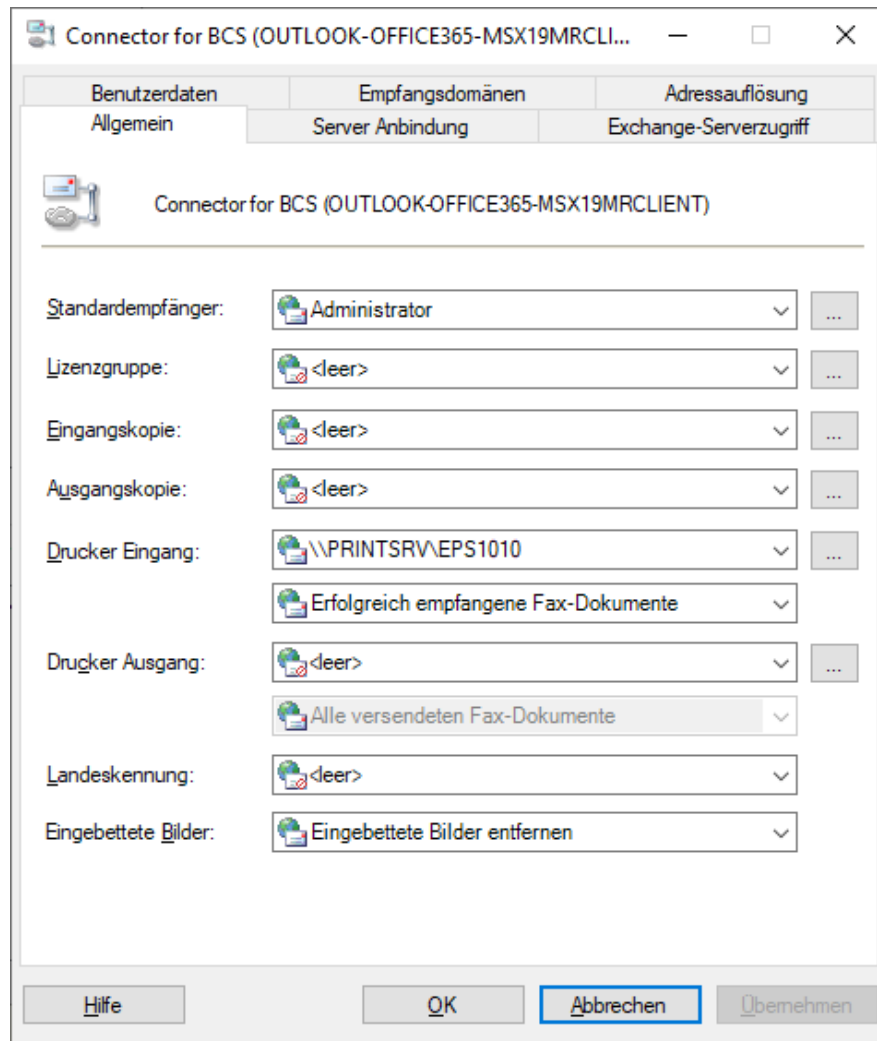 Connector for BCS (OUTLOOK-OFFICE365-MSX19MRCLI...
Benutzerdaten Empfangsdomänen Adressauflösung
Allgemein Server Anbindung Exchange-Serverzugriff
Connector for BCS (OUTLOOK-OFFICE365-MSX19MRCLIENT)
Standardempfänger: Administrator ...
Lizenzgruppe: <leer> ...
Eingangskopie: <leer> ...
Ausgangskopie: <leer> ...
Drucker Eingang: \\PRINTSRV\EPS1010 ...
Erfolgreich empfangene Fax-Dokumente
Drucker Ausgang: <leer> ...
Alle versendeten Fax-Dokumente
Landeskennung: <leer>
Eingebettete Bilder: Eingebettete Bilder entfernen
Hilfe OK Abbrechen Übernehmen